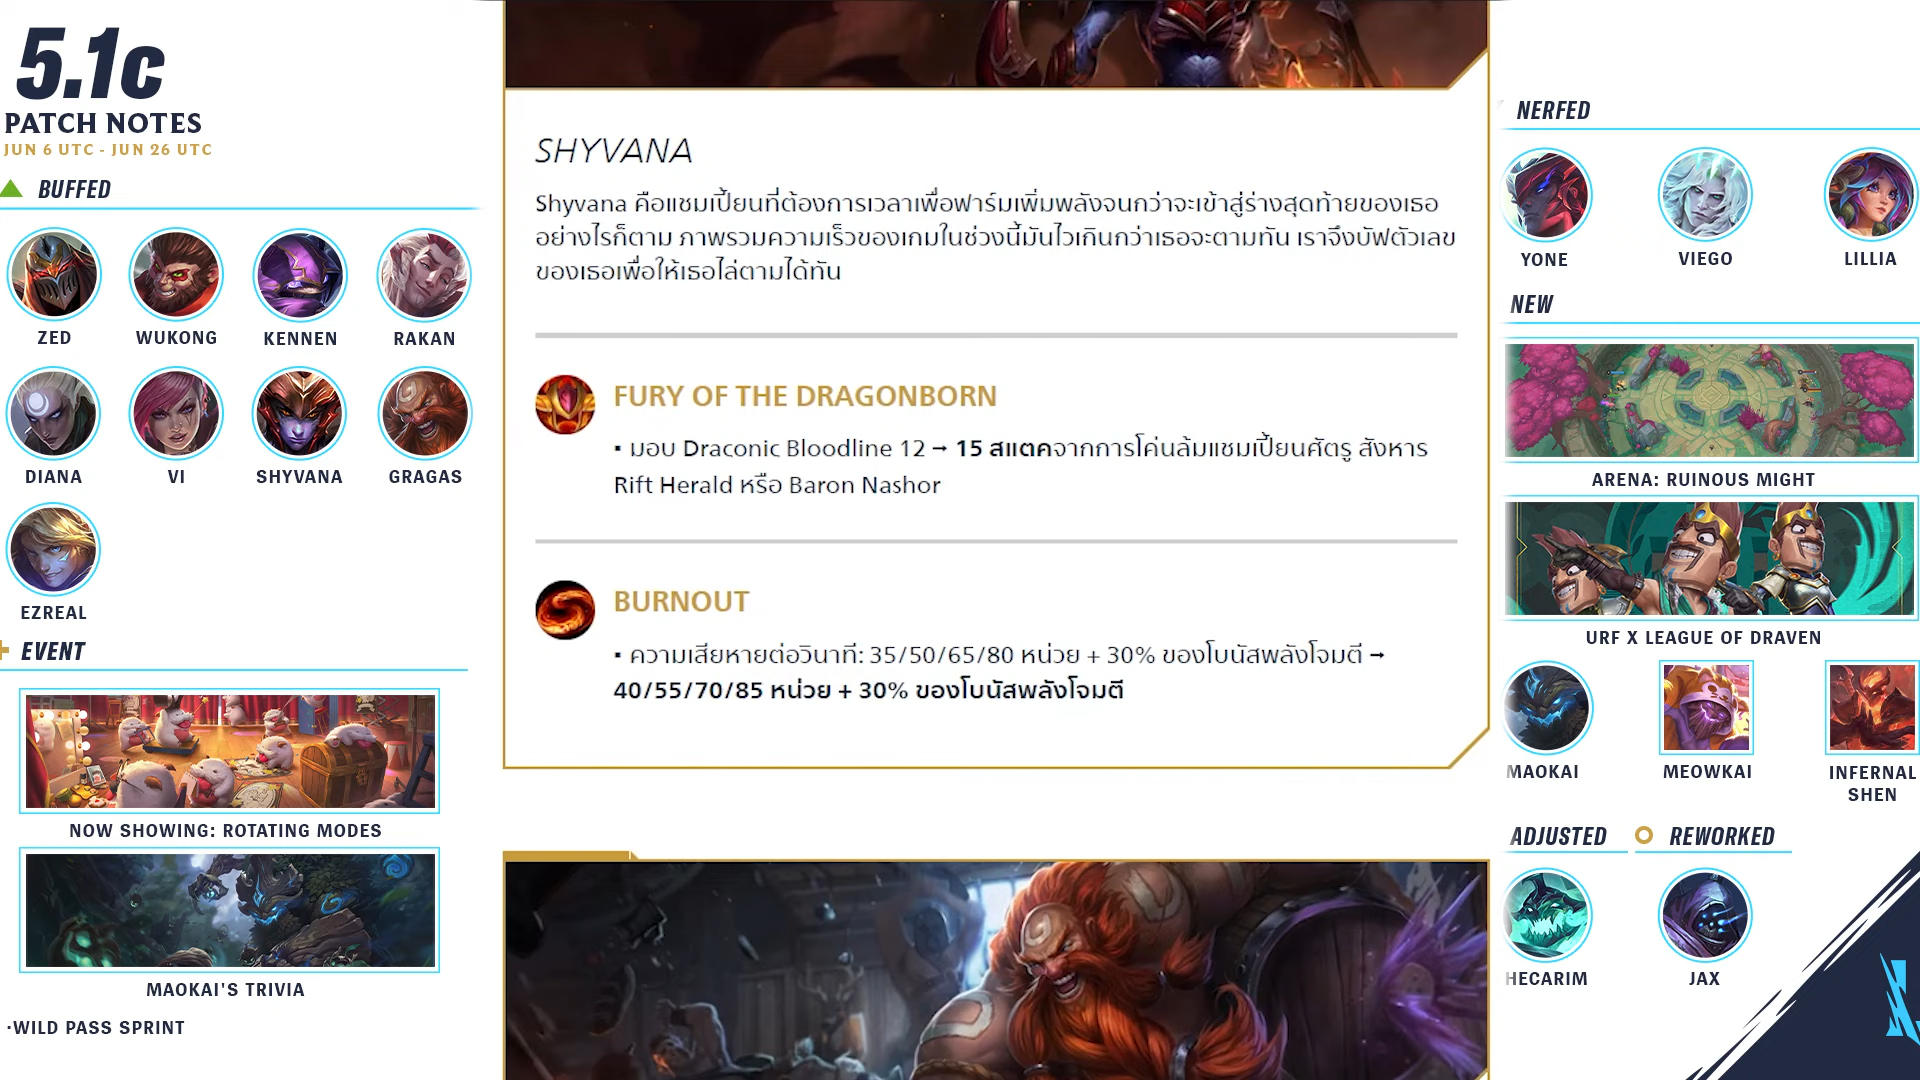 5.1c
PATCH NOTES
JUN 6 UTC - JUN 26 UTC
BUFFED
ZED
WUKONG
KENNEN
RAKAN
DIANA
VI
SHYVANA
GRAGAS
EZREAL
EVENT
NOW SHOWING: ROTATING MODES
MAOKAI'S TRIVIA
·WILD PASS SPRINT
SHYVANA
Shyvana คือแชมเปี้ยนที่ต้องการเวลาเพื่อฟาร์มเพิ่มพลังจนกว่าจะเข้าสู่ร่างสุดท้ายของเธอ
อย่างไรก็ตาม ภาพรวมความเร็วของเกมในช่วงนี้มันไวเกินกว่าเธอจะตามทัน เราจึงบัฟตัวเลข
ของเธอเพื่อให้เธอไล่ตามได้ทัน
FURY OF THE DRAGONBORN
▪ มอบ Draconic Bloodline 12 → 15 สแตคจากการโค่นล้มแชมเปี้ยนศัตรู สังหาร
Rift Herald หรือ Baron Nashor
BURNOUT
▪ ความเสียหายต่อวินาที: 35/50/65/80 หน่วย + 30% ของโบนัสพลังโจมตี →
40/55/70/85 หน่วย + 30% ของโบนัสพลังโจมตี
NERFED
YONE
VIEGO
LILLIA
NEW
ARENA: RUINOUS MIGHT
URF X LEAGUE OF DRAVEN
MAOKAI
MEOWKAI
INFERNAL
SHEN
ADJUSTED
REWORKED
HECARIM
JAX